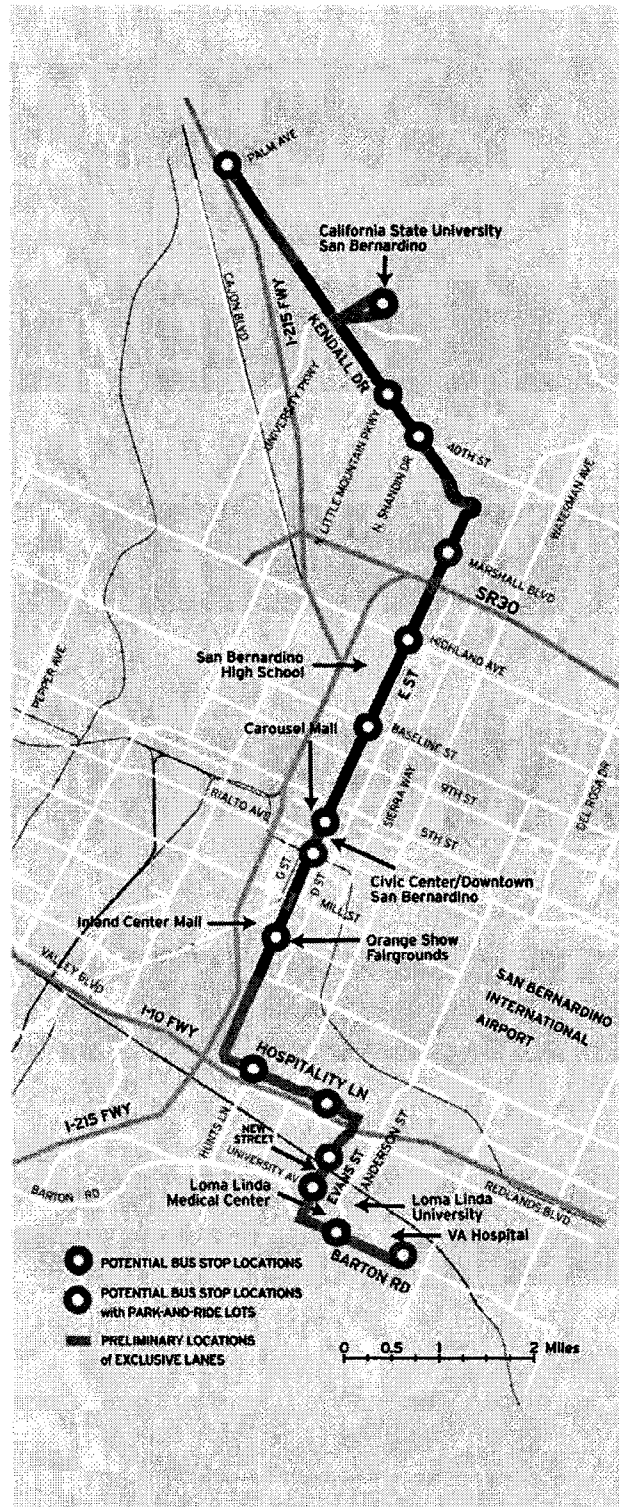 PALM AVE
California State University
San Bernardino
CAJON BLVD
I-215 FWY
KENDALL DR
UNIVERSITY PKWY
LITTLE MOUNTAIN PKWY
N. SHANDIN DR
40TH ST
WATERMAN AVE
MARSHALL BLVD
SR30
HIGHLAND AVE
San Bernardino
High School
E ST
PEPPER AVE
Carousel Mall
BASELINE ST
SIERRA WAY
9TH ST
DEL ROSA DR
RIALTO AVE
5TH ST
G ST
D ST
Civic Center/Downtown
San Bernardino
MILL ST
Inland Center Mall
Orange Show
Fairgrounds
VALLEY BLVD
I-10 FWY
SAN BERNARDINO
INTERNATIONAL
AIRPORT
HOSPITALITY LN
I-215 FWY
HUNTS LN
NEW
STREET
UNIVERSITY AV
EVANS ST
ANDERSON ST
REDLANDS BLVD
BARTON RD
Loma Linda
Medical Center
Loma Linda
University
VA Hospital
BARTON RD
POTENTIAL BUS STOP LOCATIONS
POTENTIAL BUS STOP LOCATIONS
with PARK-AND-RIDE LOTS
PRELIMINARY LOCATIONS
of EXCLUSIVE LANES
0 0.5 1 2 Miles